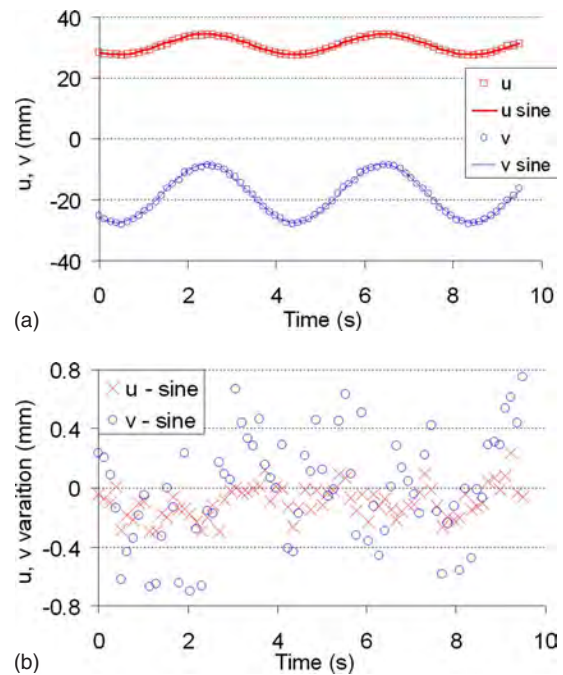 (a)
u, v (mm)
40
20
0
-20
-40
u
u sine
v
v sine
0 2 4 6 8 10
Time (s)
(b)
u, v varaition (mm)
0.8
0.4
0
-0.4
-0.8
u - sine
v - sine
0 2 4 6 8 10
Time (s)